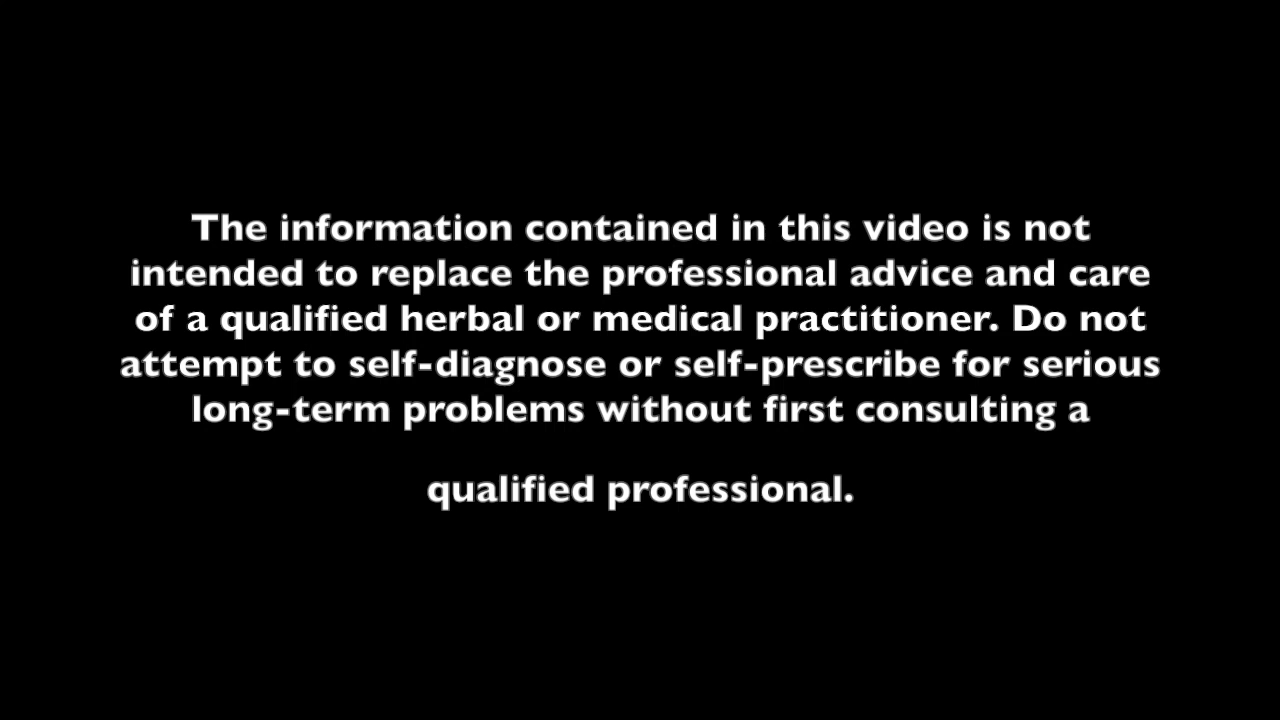 The information contained in this video is not
intended to replace the professional advice and care
of a qualified herbal or medical practitioner. Do not
attempt to self-diagnose or self-prescribe for serious
long-term problems without first consulting a
qualified professional.